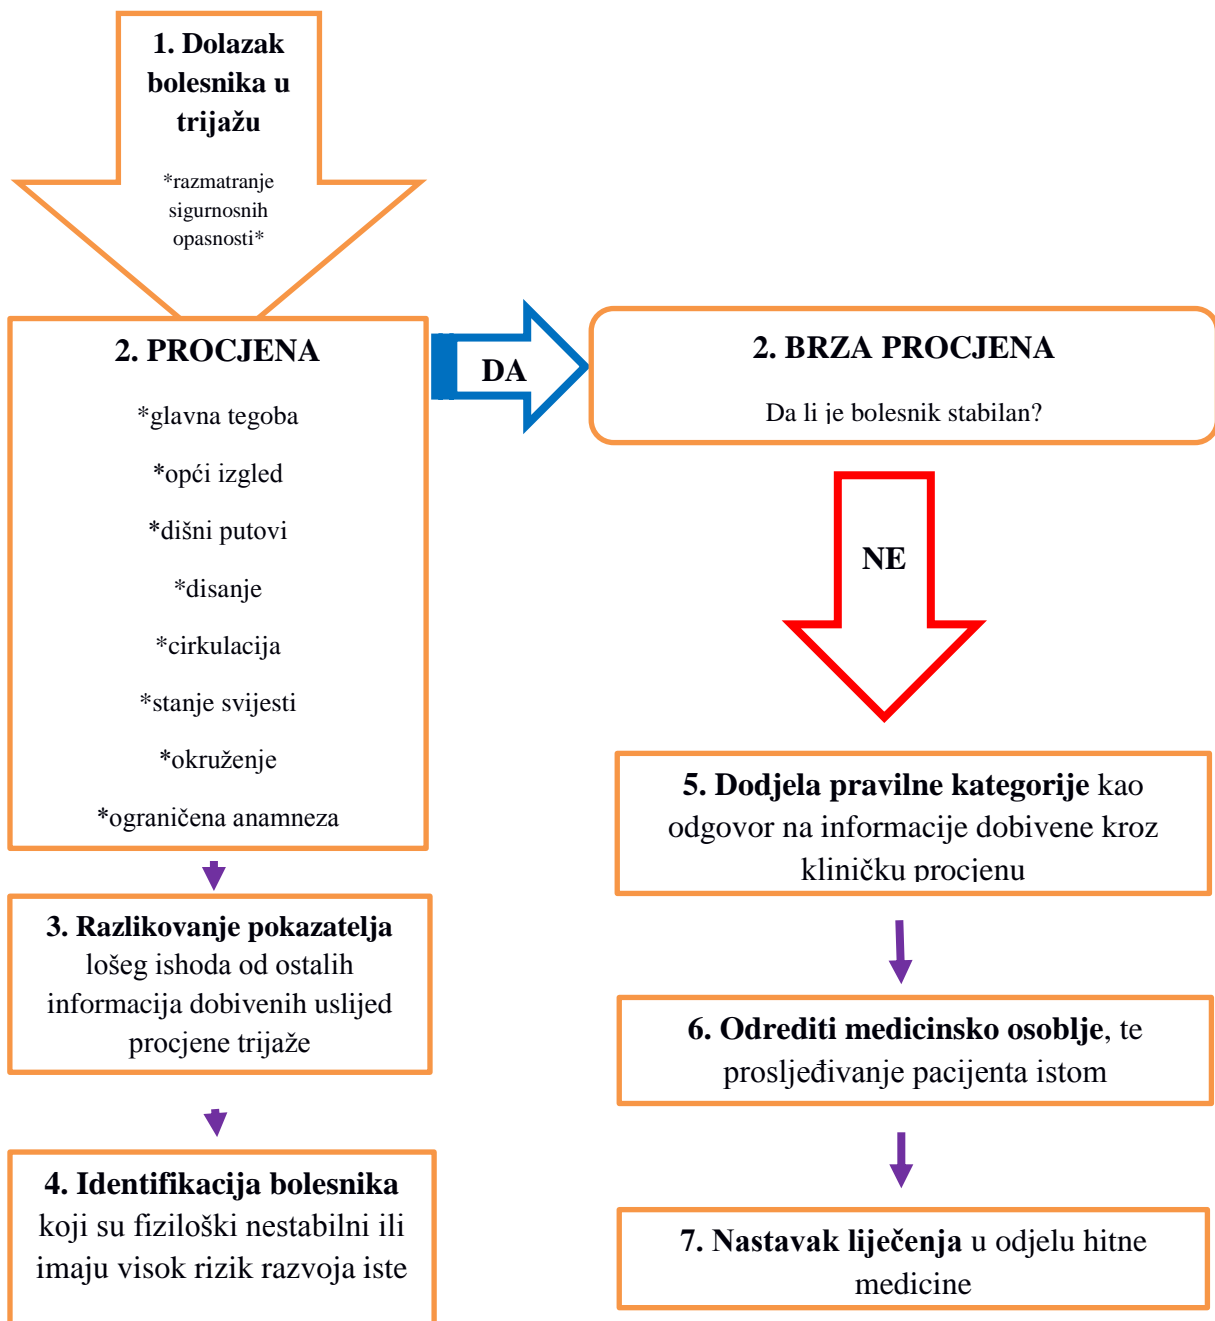 1. Dolazak
bolesnika u
trijažu
*razmatranje
sigurnosnih
opasnosti*
2. PROCJENA
*glavna tegoba
*opći izgled
*dišni putovi
*disanje
*cirkulacija
*stanje svijesti
*okruženje
*ograničena anamneza
DA
2. BRZA PROCJENA
Da li je bolesnik stabilan?
NE
3. Razlikovanje pokazatelja
lošeg ishoda od ostalih
informacija dobivenih uslijed
procjene trijaže
4. Identifikacija bolesnika
koji su fiziloški nestabilni ili
imaju visok rizik razvoja iste
5. Dodjela pravilne kategorije kao
odgovor na informacije dobivene kroz
kliničku procjenu
6. Odrediti medicinsko osoblje, te
prosljeđivanje pacijenta istom
7. Nastavak liječenja u odjelu hitne
medicine